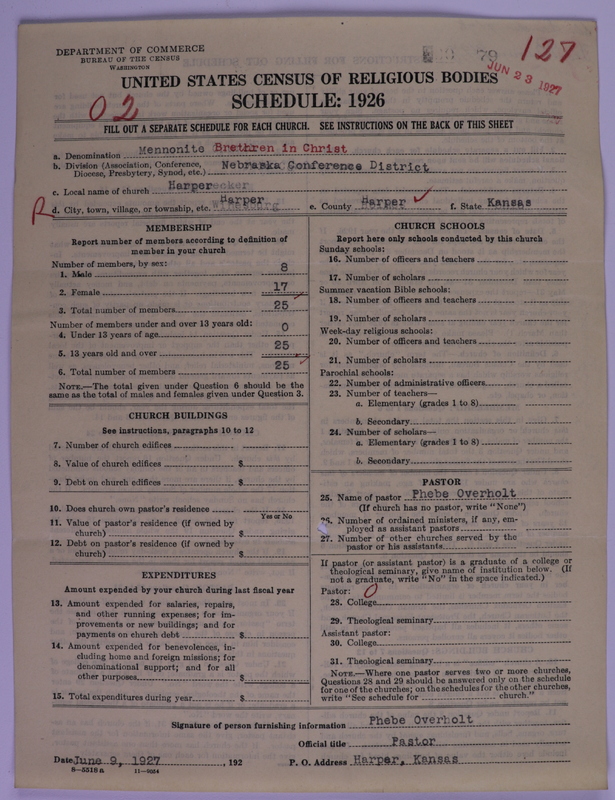 DEPARTMENT OF COMMERCE
BUREAU OF THE CENSUS
WASHINGTON
79
127
JUN 23 1927
UNITED STATES CENSUS OF RELIGIOUS BODIES
SCHEDULE: 1926
02
FILL OUT A SEPARATE SCHEDULE FOR EACH CHURCH. SEE INSTRUCTIONS ON THE BACK OF THIS SHEET
a. Denomination Mennonite Brethren in Christ
b. Division (Association, Conference, Diocese, Presbytery, Synod, etc.) Nebraska Conference District
c. Local name of church Harper
R d. City, town, village, or township, etc. Harper e. County Harper ✓ f. State Kansas
MEMBERSHIP
Report number of members according to definition of
member in your church
Number of members, by sex:
1. Male 8
2. Female 17
3. Total number of members 25
Number of members under and over 13 years old:
4. Under 13 years of age 0
5. 13 years old and over 25
6. Total number of members 25
NOTE.—The total given under Question 6 should be the
same as the total of males and females given under Question 3.
CHURCH BUILDINGS
See instructions, paragraphs 10 to 12
7. Number of church edifices
8. Value of church edifices $
9. Debt on church edifices $
10. Does church own pastor's residence
Yes or No
11. Value of pastor's residence (if owned by
church) $
12. Debt on pastor's residence (if owned by
church) $
EXPENDITURES
Amount expended by your church during last fiscal year
13. Amount expended for salaries, repairs,
and other running expenses; for im-
provements or new buildings; and for
payments on church debt $
14. Amount expended for benevolences, in-
cluding home and foreign missions; for
denominational support; and for all
other purposes $
15. Total expenditures during year $
CHURCH SCHOOLS
Report here only schools conducted by this church
Sunday schools:
16. Number of officers and teachers
17. Number of scholars
Summer vacation Bible schools:
18. Number of officers and teachers
19. Number of scholars
Week-day religious schools:
20. Number of officers and teachers
21. Number of scholars
Parochial schools:
22. Number of administrative officers
23. Number of teachers—
a. Elementary (grades 1 to 8)
b. Secondary
24. Number of scholars—
a. Elementary (grades 1 to 8)
b. Secondary
PASTOR
25. Name of pastor Phebe Overholt
(If church has no pastor, write "None")
26. Number of ordained ministers, if any, em-
ployed as assistant pastors
27. Number of other churches served by the
pastor or his assistants
If pastor (or assistant pastor) is a graduate of a college or
theological seminary, give name of institution below. (If
not a graduate, write "No" in the space indicated.)
Pastor: 0
28. College
29. Theological seminary
Assistant pastor:
30. College
31. Theological seminary
NOTE.—Where one pastor serves two or more churches,
Questions 28 and 29 should be answered only on the schedule
for one of the churches; on the schedules for the other churches,
write "See schedule for church."
Signature of person furnishing information Phebe Overholt
Official title Pastor
Date June 9, 1927, 192 P. O. Address Harper, Kansas
8—5518 a 11—9034